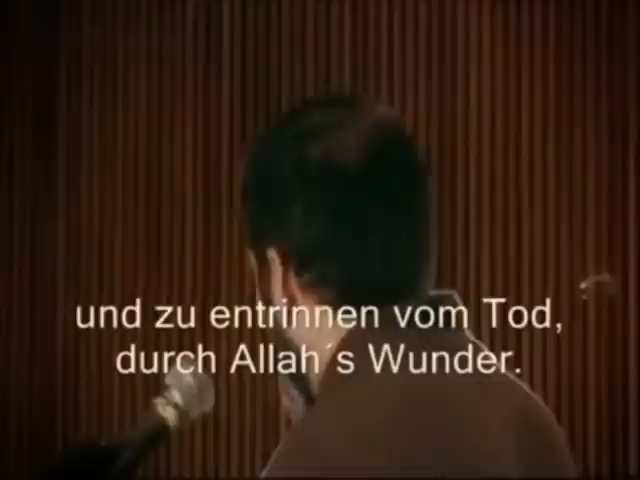 und zu entrinnen vom Tod,
durch Allah´s Wunder.